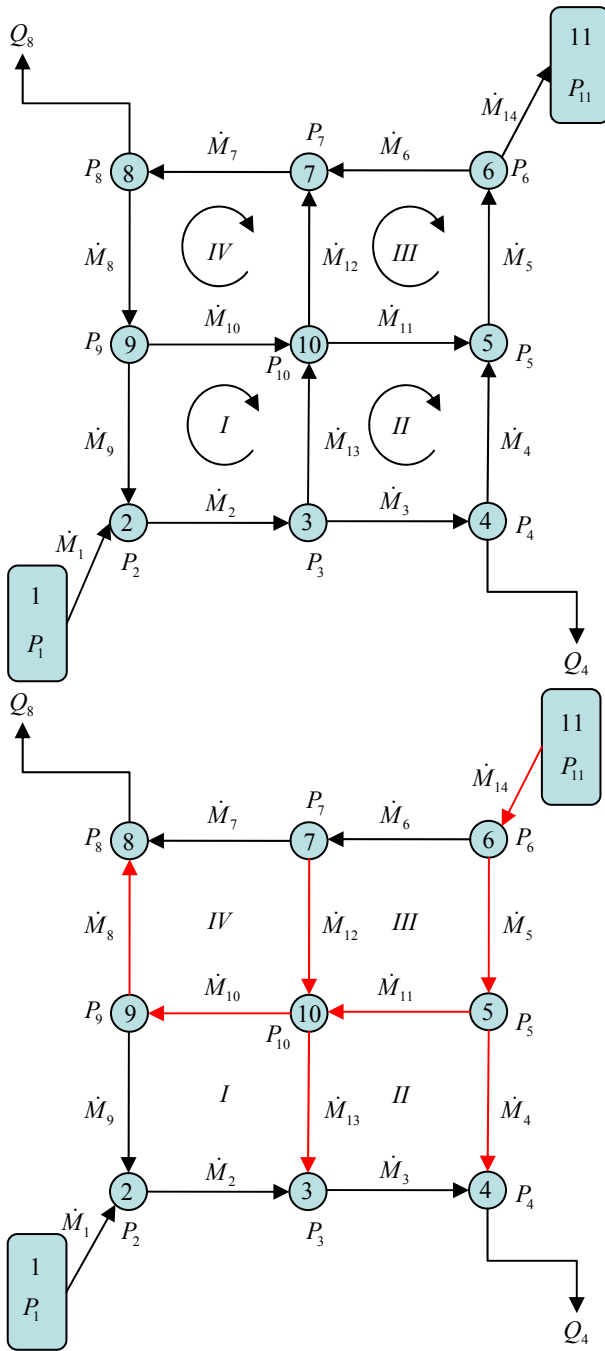 Q₈
11
P₁₁
Ṁ₁₄
P₇
Ṁ₇
Ṁ₆
P₈
8
7
6
P₆
Ṁ₈
IV
Ṁ₁₂
III
Ṁ₅
Ṁ₁₀
Ṁ₁₁
P₉
9
10
5
P₅
P₁₀
Ṁ₉
I
Ṁ₁₃
II
Ṁ₄
Ṁ₂
Ṁ₃
2
3
4
P₄
Ṁ₁
P₂
P₃
1
P₁
Q₄
Q₈
11
P₁₁
Ṁ₁₄
P₇
Ṁ₇
Ṁ₆
P₈
8
7
6
P₆
Ṁ₈
IV
Ṁ₁₂
III
Ṁ₅
Ṁ₁₀
Ṁ₁₁
P₉
9
10
5
P₅
P₁₀
Ṁ₉
I
Ṁ₁₃
II
Ṁ₄
Ṁ₂
Ṁ₃
2
3
4
P₄
Ṁ₁
P₂
P₃
1
P₁
Q₄